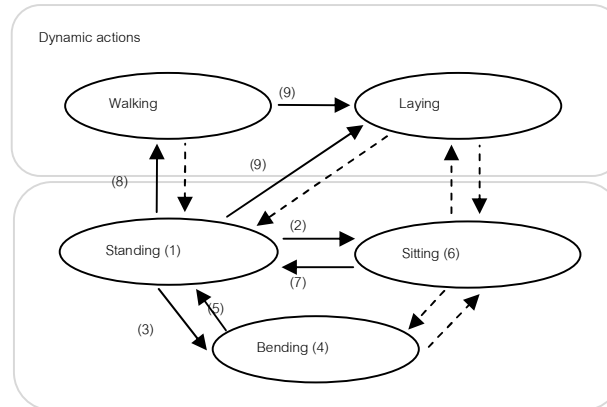 Dynamic actions
(9)
Walking
Laying
(9)
(8)
(2)
Standing (1)
Sitting (6)
(7)
(5)
(3)
Bending (4)